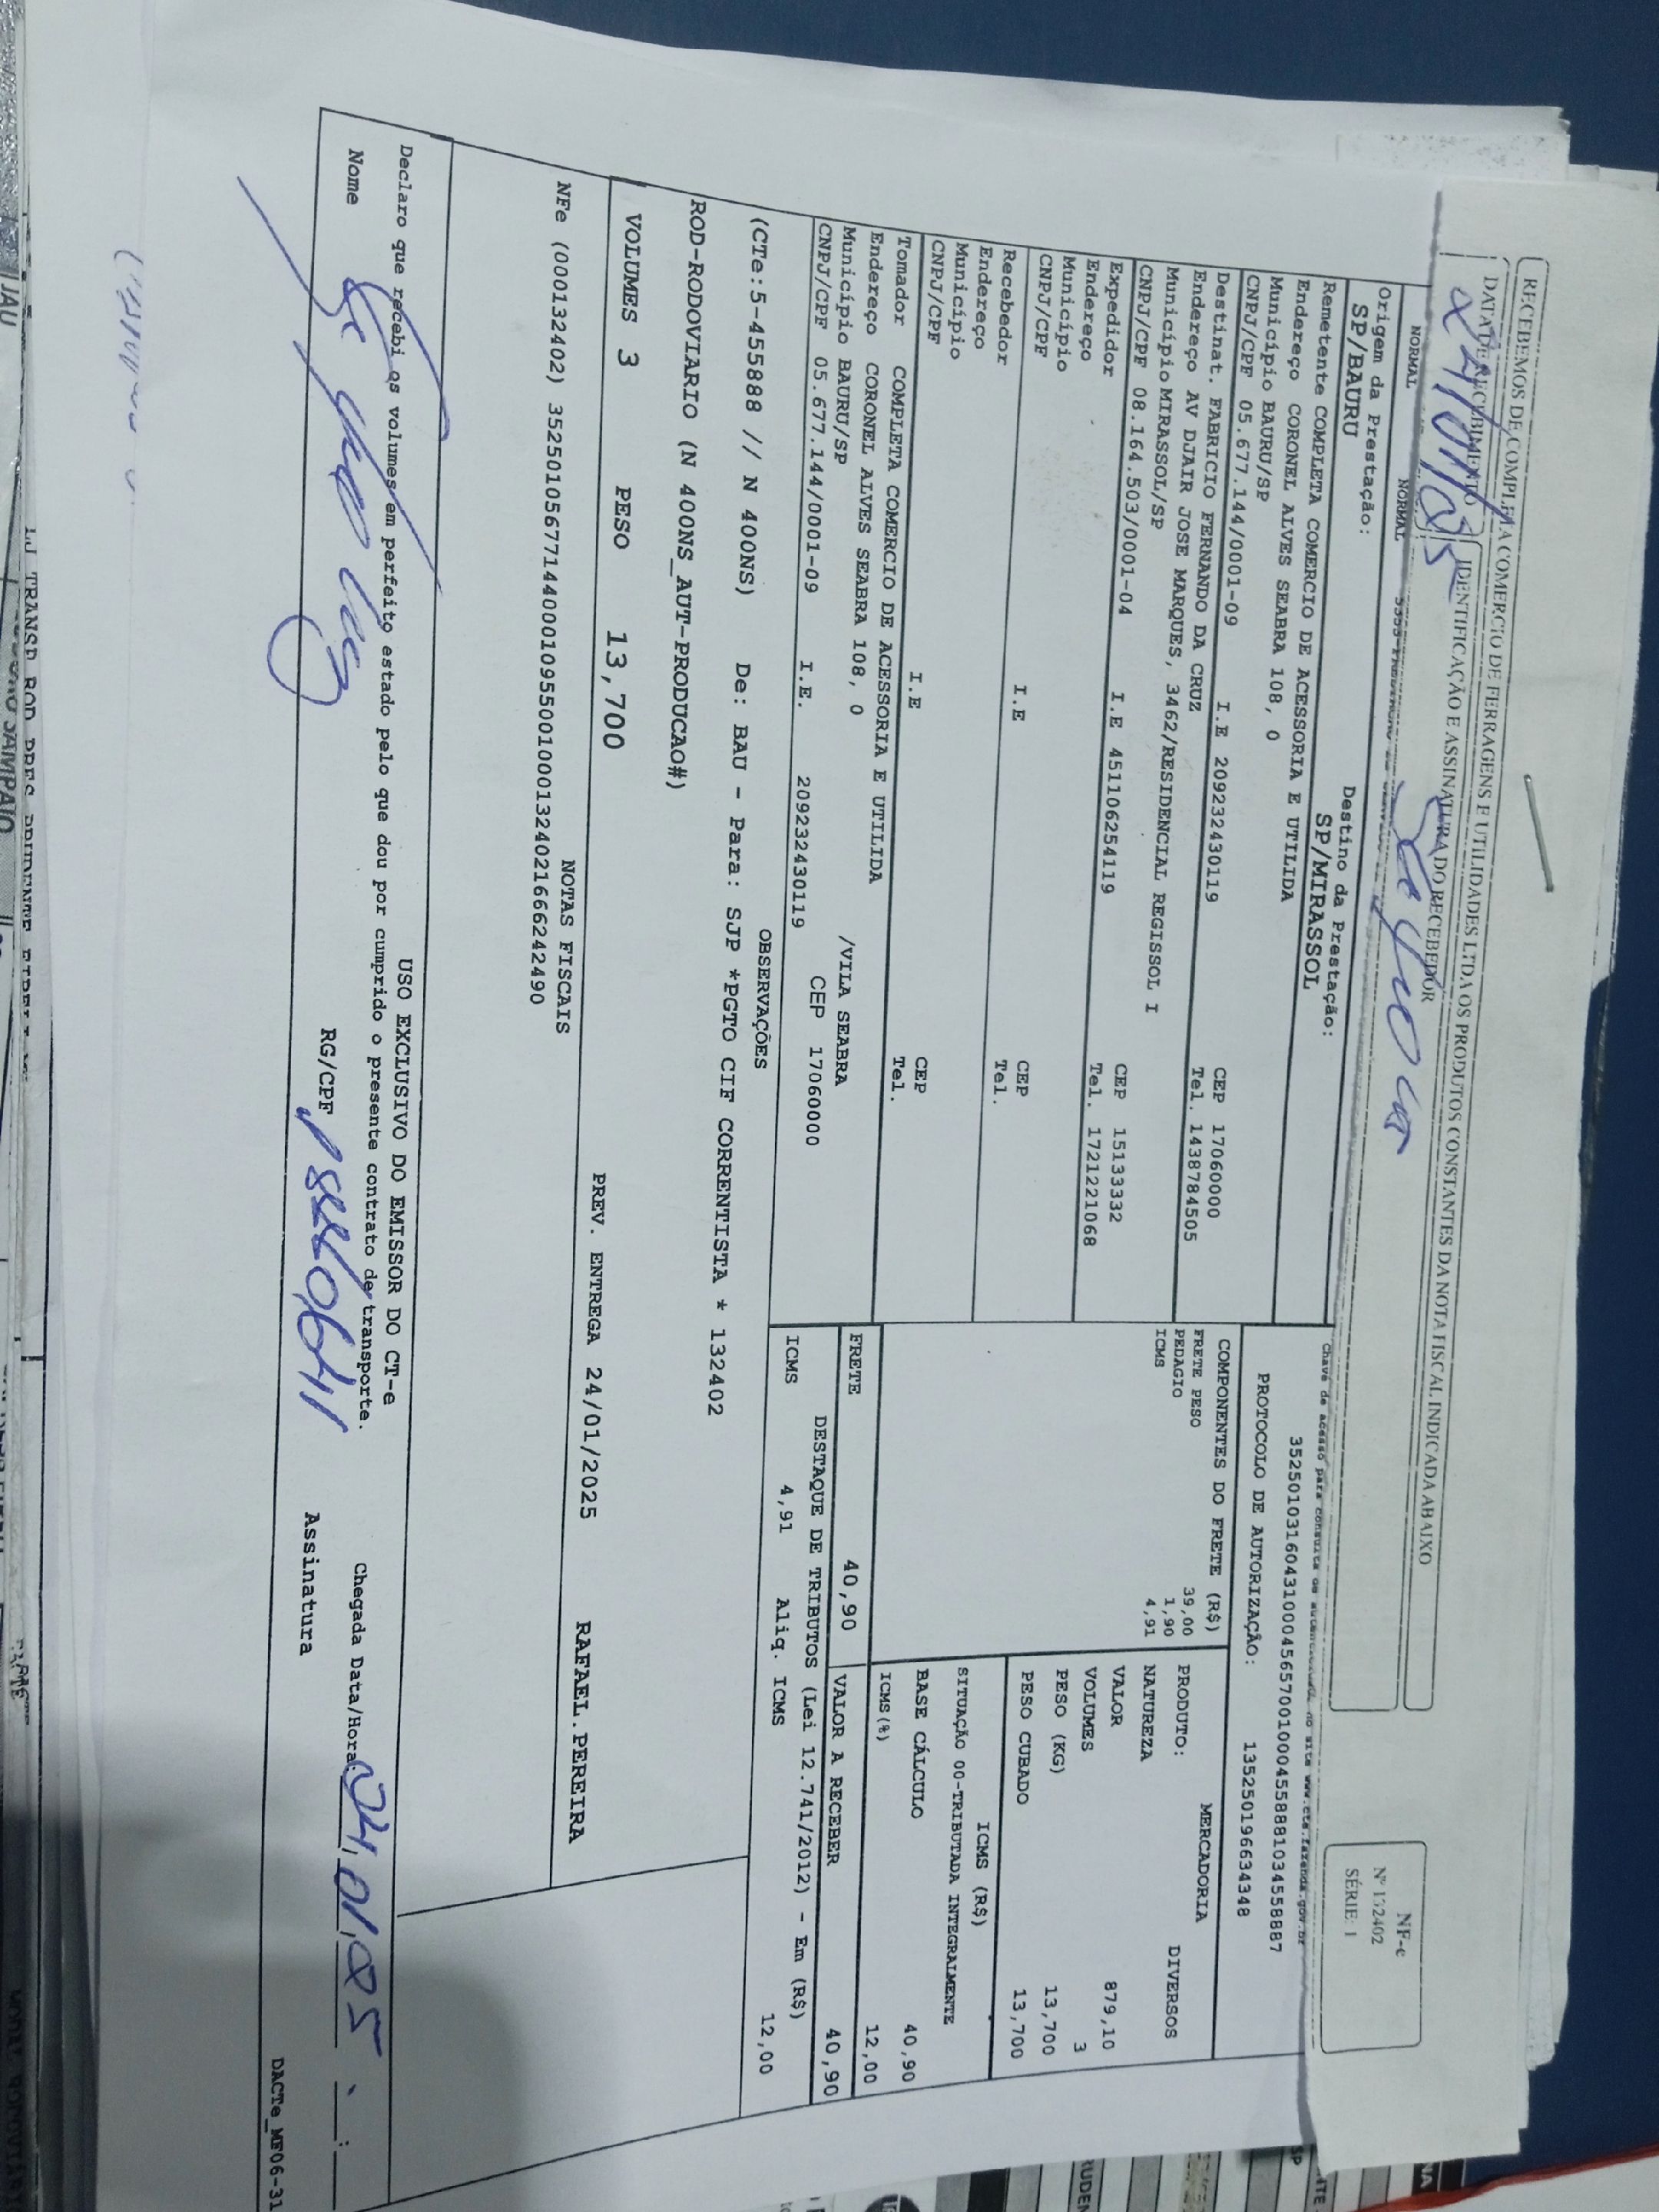 RECEBEMOS DE COMPLETA COMERCIO DE FERRAGENS E UTILIDADES LTDA OS PRODUTOS CONSTANTES DA NOTA FISCAL INDICADA ABAIXO
DATA DE RECEBIMENTO
IDENTIFICAÇÃO E ASSINATURA DO RECEBEDOR
NF-e
Nº 132402
SÉRIE: 1
NORMAL
NORMAL
Origem da Prestação:
SP/BAURU
Destino da Prestação:
SP/MIRASSOL
Chave de acesso para consulta de autenticidade no site www.cte.fazenda.gov.br
35250103160431000456570010004558881034558887
PROTOCOLO DE AUTORIZAÇÃO: 135250196634348
Remetente COMPLETA COMERCIO DE ACESSORIA E UTILIDA
Endereço CORONEL ALVES SEABRA 108, 0
Município BAURU/SP CEP 17060000
CNPJ/CPF 05.677.144/0001-09 I.E 209232430119 Tel. 1438784505
Destinat. FABRICIO FERNANDO DA CRUZ
Endereço AV DJAIR JOSE MARQUES, 3462/RESIDENCIAL REGISSOL I
Município MIRASSOL/SP CEP 15133332
CNPJ/CPF 08.164.503/0001-04 I.E 451106254119 Tel. 1721221068
Expedidor
Endereço
Município CEP
CNPJ/CPF I.E Tel.
Recebedor
Endereço
Município CEP
CNPJ/CPF I.E Tel.
Tomador COMPLETA COMERCIO DE ACESSORIA E UTILIDA
Endereço CORONEL ALVES SEABRA 108, 0 /VILA SEABRA
Município BAURU/SP CEP 17060000
CNPJ/CPF 05.677.144/0001-09 I.E. 209232430119
COMPONENTES DO FRETE (R$)
FRETE PESO 39,00
PEDAGIO 1,90
ICMS 4,91
MERCADORIA
PRODUTO: DIVERSOS
NATUREZA
VALOR 879,10
VOLUMES 3
PESO (KG) 13,700
PESO CUBADO 13,700
ICMS (R$)
SITUAÇÃO 00-TRIBUTADA INTEGRALMENTE
BASE CÁLCULO 40,90
ICMS(%) 12,00
FRETE 40,90
VALOR A RECEBER 40,90
DESTAQUE DE TRIBUTOS (Lei 12.741/2012) - Em (R$)
ICMS 4,91 Aliq. ICMS 12,00
OBSERVAÇÕES
(CTe:5-455888 // N 400NS) De: BAU - Para: SJP *PGTO CIF CORRENTISTA * 132402
ROD-RODOVIARIO (N 400NS_AUT-PRODUCAO#)
VOLUMES 3 PESO 13,700 PREV. ENTREGA 24/01/2025 RAFAEL.PEREIRA
NOTAS FISCAIS
NFe (000132402) 35250105677144000109550010001324021666242490
USO EXCLUSIVO DO EMISSOR DO CT-e
Declaro que recebi os volumes em perfeito estado pelo que dou por cumprido o presente contrato de transporte.
Chegada Data/Hora:
Nome RG/CPF Assinatura
DACTe_MF06-31